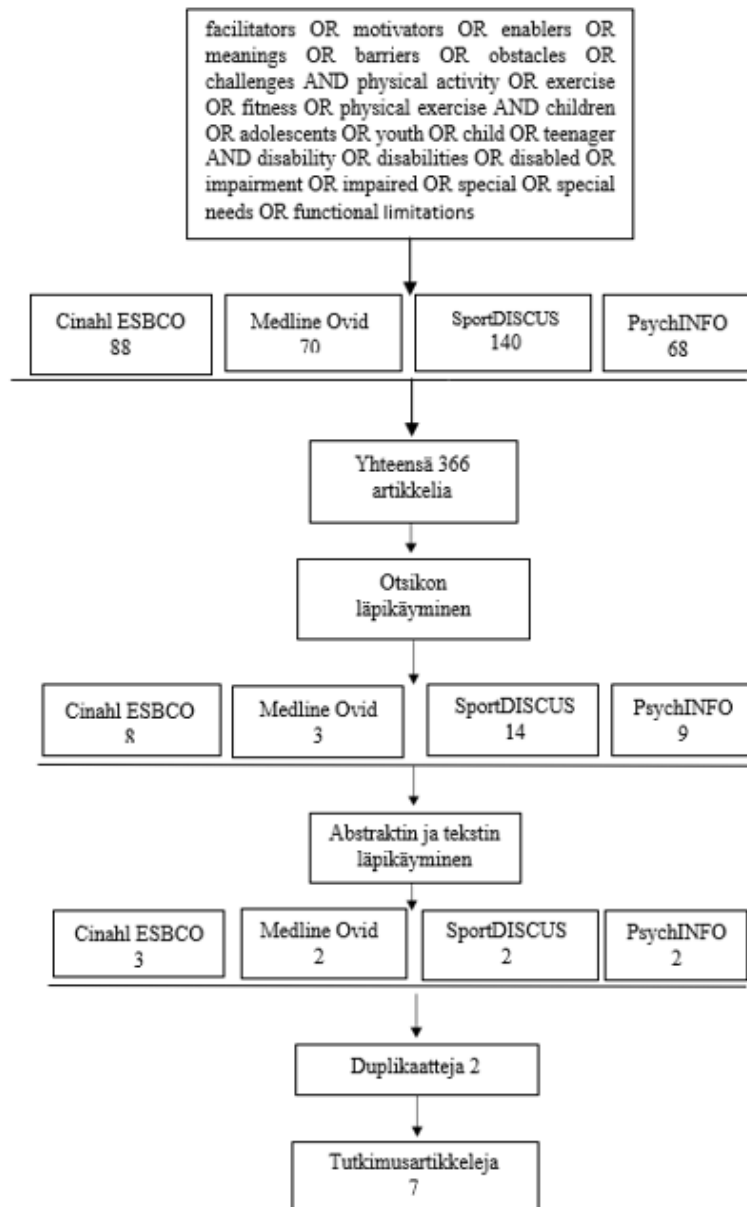 facilitators OR motivators OR enablers OR
meanings OR barriers OR obstacles OR
challenges AND physical activity OR exercise
OR fitness OR physical exercise AND children
OR adolescents OR youth OR child OR teenager
AND disability OR disabilities OR disabled OR
impairment OR impaired OR special OR special
needs OR functional limitations
Cinahl ESBCO
88
Medline Ovid
70
SportDISCUS
140
PsychINFO
68
Yhteensä 366
artikkelia
Otsikon
läpikäyminen
Cinahl ESBCO
8
Medline Ovid
3
SportDISCUS
14
PsychINFO
9
Abstraktin ja tekstin
läpikäyminen
Cinahl ESBCO
3
Medline Ovid
2
SportDISCUS
2
PsychINFO
2
Duplikaatteja 2
Tutkimusartikkeleja
7